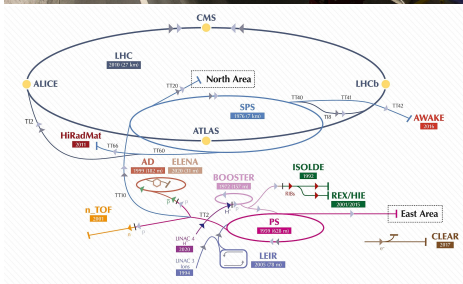 CMS
LHC
2010 (27 km)
North Area
ALICE
TT20
LHCb
SPS
1976 (7 km)
TT40
TT41
TI8
TT42
TI2
AWAKE
2016
HiRadMat
2011
TT66
ATLAS
TT60
AD
1999 (182 m)
ELENA
2020 (31 m)
ISOLDE
1992
BOOSTER
1972 (157 m)
RIBs
REX/HIE
2001/2015
TT10
n_TOF
2001
n
p
TT2
H-
p
East Area
PS
1959 (628 m)
LINAC 4
2020
LINAC 3
Ions
1994
LEIR
2005 (78 m)
e-
CLEAR
2017